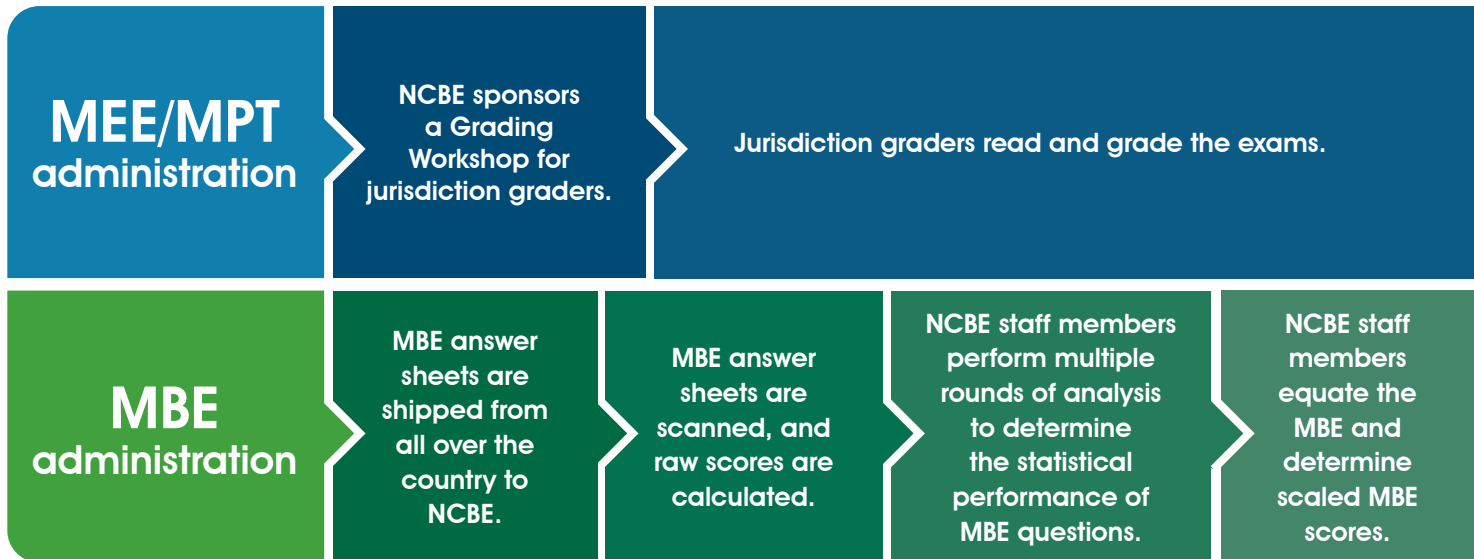 MEE/MPT
administration
NCBE sponsors
a Grading
Workshop for
jurisdiction graders.
Jurisdiction graders read and grade the exams.
MBE
administration
MBE answer
sheets are
shipped from
all over the
country to
NCBE.
MBE answer
sheets are
scanned, and
raw scores are
calculated.
NCBE staff members
perform multiple
rounds of analysis
to determine
the statistical
performance of
MBE questions.
NCBE staff
members
equate the
MBE and
determine
scaled MBE
scores.